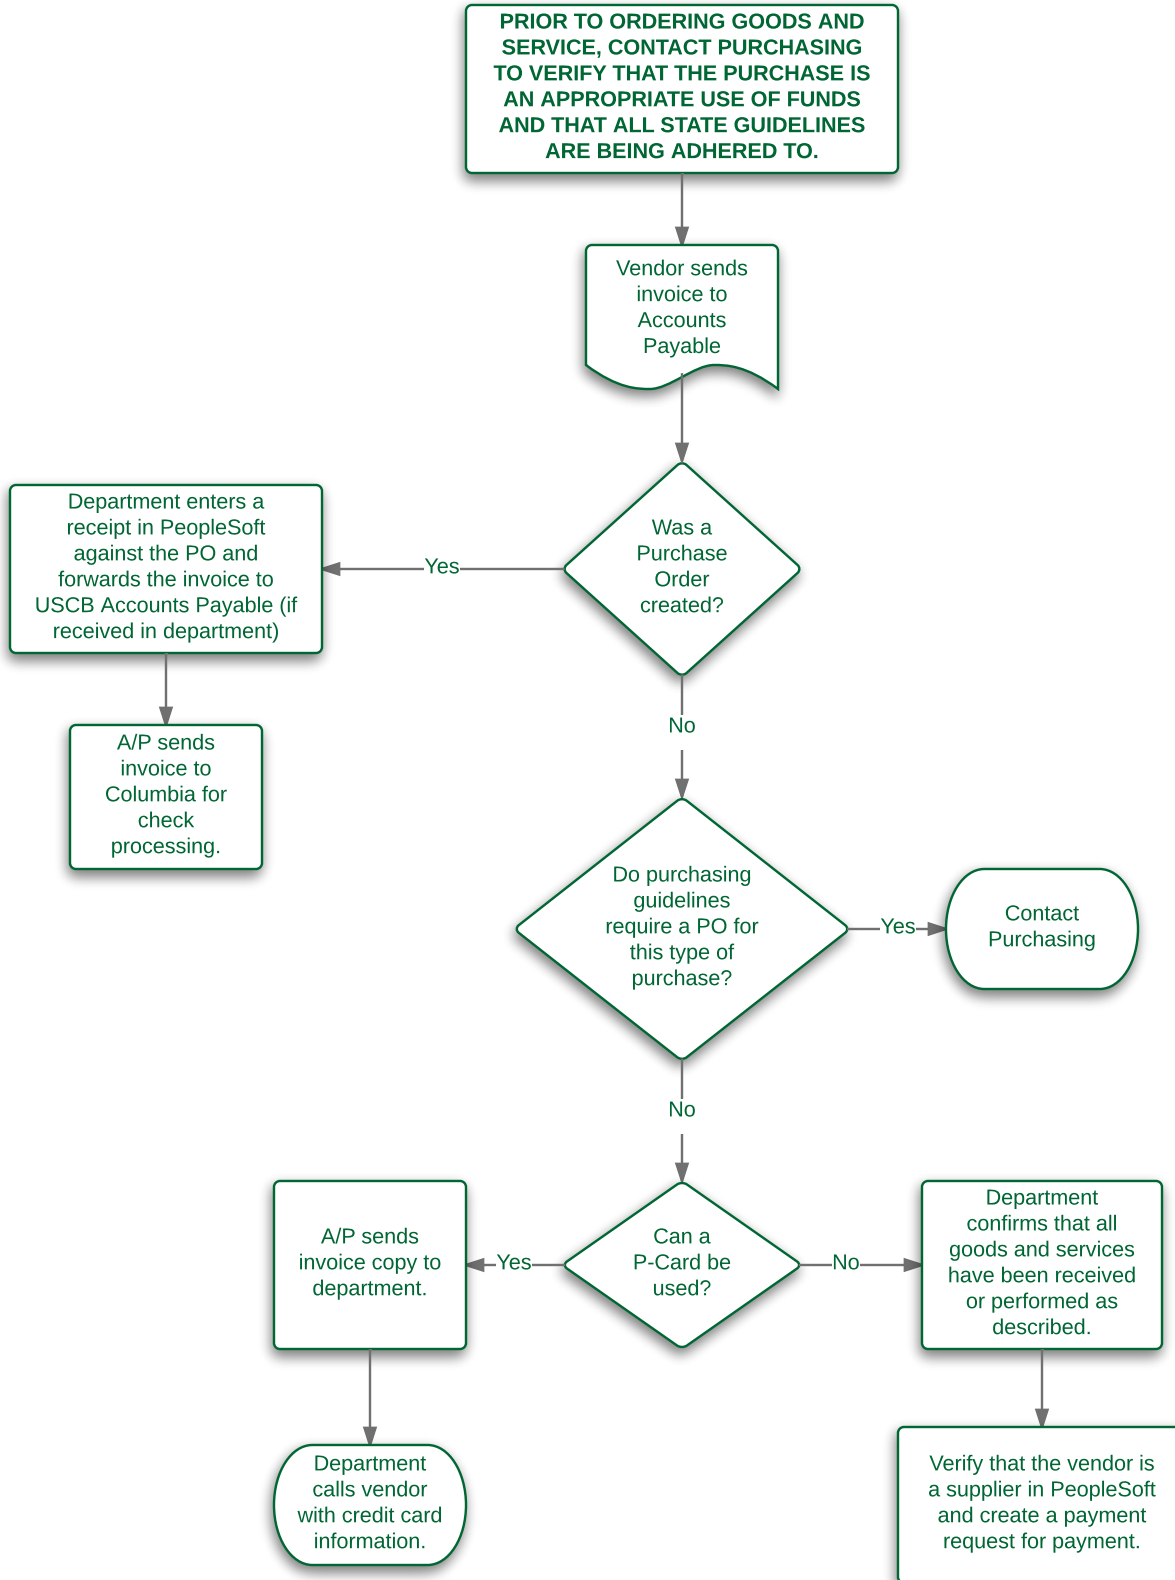 PRIOR TO ORDERING GOODS AND
SERVICE, CONTACT PURCHASING
TO VERIFY THAT THE PURCHASE IS
AN APPROPRIATE USE OF FUNDS
AND THAT ALL STATE GUIDELINES
ARE BEING ADHERED TO.
Vendor sends
invoice to
Accounts
Payable
Was a
Purchase
Order
created?
Yes
Department enters a
receipt in PeopleSoft
against the PO and
forwards the invoice to
USCB Accounts Payable (if
received in department)
A/P sends
invoice to
Columbia for
check
processing.
No
Do purchasing
guidelines
require a PO for
this type of
purchase?
Yes
Contact
Purchasing
No
Can a
P-Card be
used?
Yes
A/P sends
invoice copy to
department.
Department
calls vendor
with credit card
information.
No
Department
confirms that all
goods and services
have been received
or performed as
described.
Verify that the vendor is
a supplier in PeopleSoft
and create a payment
request for payment.